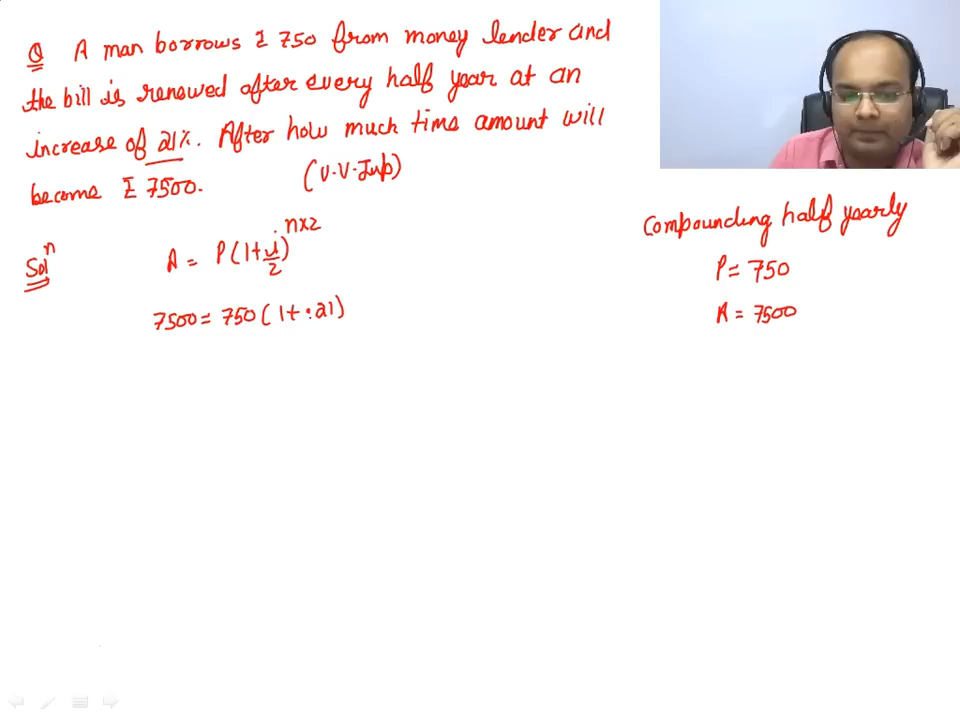 Q A man borrows ₹ 750 from money lender and
the bill is renewed after every half year at an
increase of 21%. After how much time amount will
become ₹ 7500. (V.V.Imp)
Compounding half yearly
Solⁿ A = P(1+i/2)^n×2
P = 750
7500 = 750(1+.21)
A = 7500